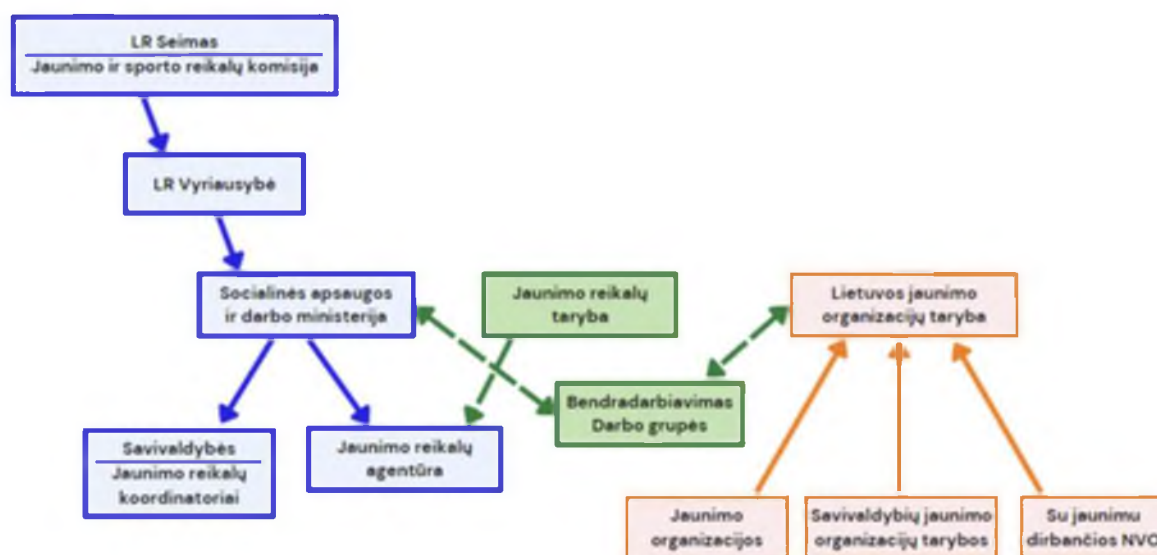 LR Seimas
Jaunimo ir sporto reikalų komisija
LR Vyriausybė
Socialinės apsaugos
ir darbo ministerija
Jaunimo reikalų
taryba
Lietuvos jaunimo
organizacijų taryba
Bendradarbiavimas
Darbo grupės
Savivaldybės
Jaunimo reikalų
koordinatoriai
Jaunimo reikalų
agentūra
Jaunimo
organizacijos
Savivaldybių jaunimo
organizacijų tarybos
Su jaunimu
dirbančios NVO